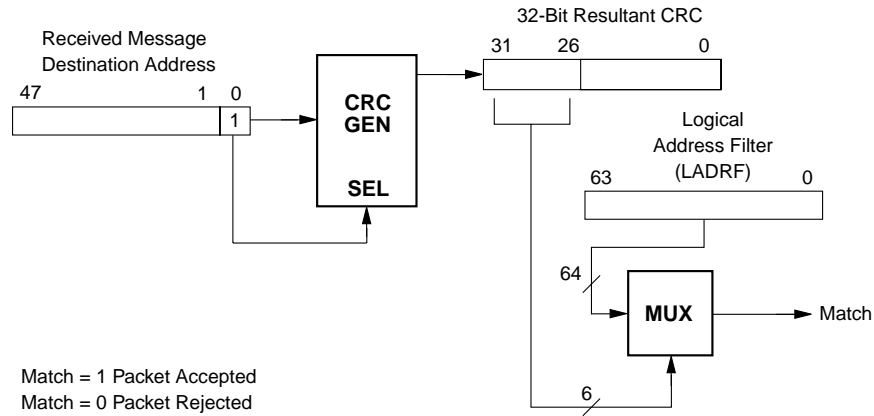 32-Bit Resultant CRC
Received Message
Destination Address
31 26 0
47 1 0
1
CRC
GEN
SEL
Logical
Address Filter
(LADRF)
63 0
64
MUX
Match
6
Match = 1 Packet Accepted
Match = 0 Packet Rejected